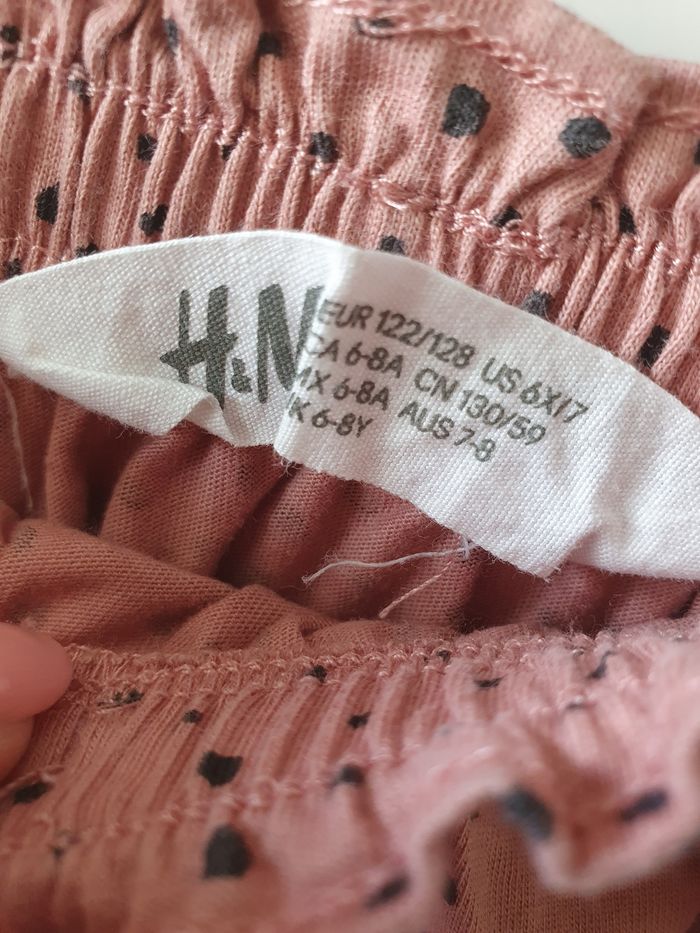 H&M
EUR 122/128 US 6X/7
CA 6-8A CN 130/59
MX 6-8A AUS 7-8
UK 6-8Y